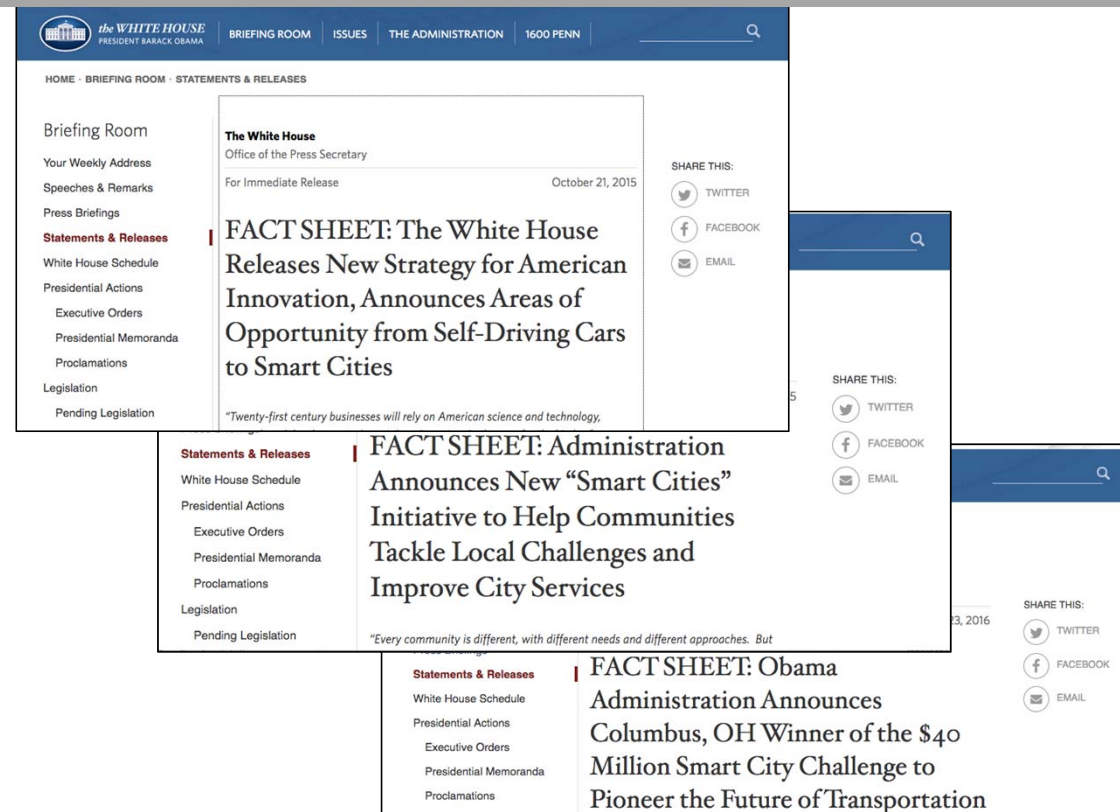 the WHITE HOUSE
PRESIDENT BARACK OBAMA
BRIEFING ROOM ISSUES THE ADMINISTRATION 1600 PENN
HOME · BRIEFING ROOM · STATEMENTS & RELEASES
Briefing Room
Your Weekly Address
Speeches & Remarks
Press Briefings
Statements & Releases
White House Schedule
Presidential Actions
Executive Orders
Presidential Memoranda
Proclamations
Legislation
Pending Legislation
The White House
Office of the Press Secretary
For Immediate Release October 21, 2015
FACT SHEET: The White House
Releases New Strategy for American
Innovation, Announces Areas of
Opportunity from Self-Driving Cars
to Smart Cities
"Twenty-first century businesses will rely on American science and technology,
SHARE THIS:
TWITTER
FACEBOOK
EMAIL
Statements & Releases
White House Schedule
Presidential Actions
Executive Orders
Presidential Memoranda
Proclamations
Legislation
Pending Legislation
5
FACT SHEET: Administration
Announces New “Smart Cities”
Initiative to Help Communities
Tackle Local Challenges and
Improve City Services
"Every community is different, with different needs and different approaches. But
SHARE THIS:
TWITTER
FACEBOOK
EMAIL
Statements & Releases
White House Schedule
Presidential Actions
Executive Orders
Presidential Memoranda
Proclamations
23, 2016
FACT SHEET: Obama
Administration Announces
Columbus, OH Winner of the $40
Million Smart City Challenge to
Pioneer the Future of Transportation
SHARE THIS:
TWITTER
FACEBOOK
EMAIL